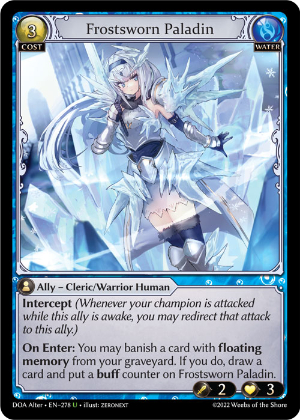 3
Frostsworn Paladin
COST
WATER
Ally – Cleric/Warrior Human
Intercept (Whenever your champion is attacked
while this ally is awake, you may redirect that attack
to this ally.)
On Enter: You may banish a card with floating
memory from your graveyard. If you do, draw
a card and put a buff counter on Frostsworn Paladin.
2
3
DOA Alter • EN–278 U • illust: ZERONEXT
©2022 Weebs of the Shore